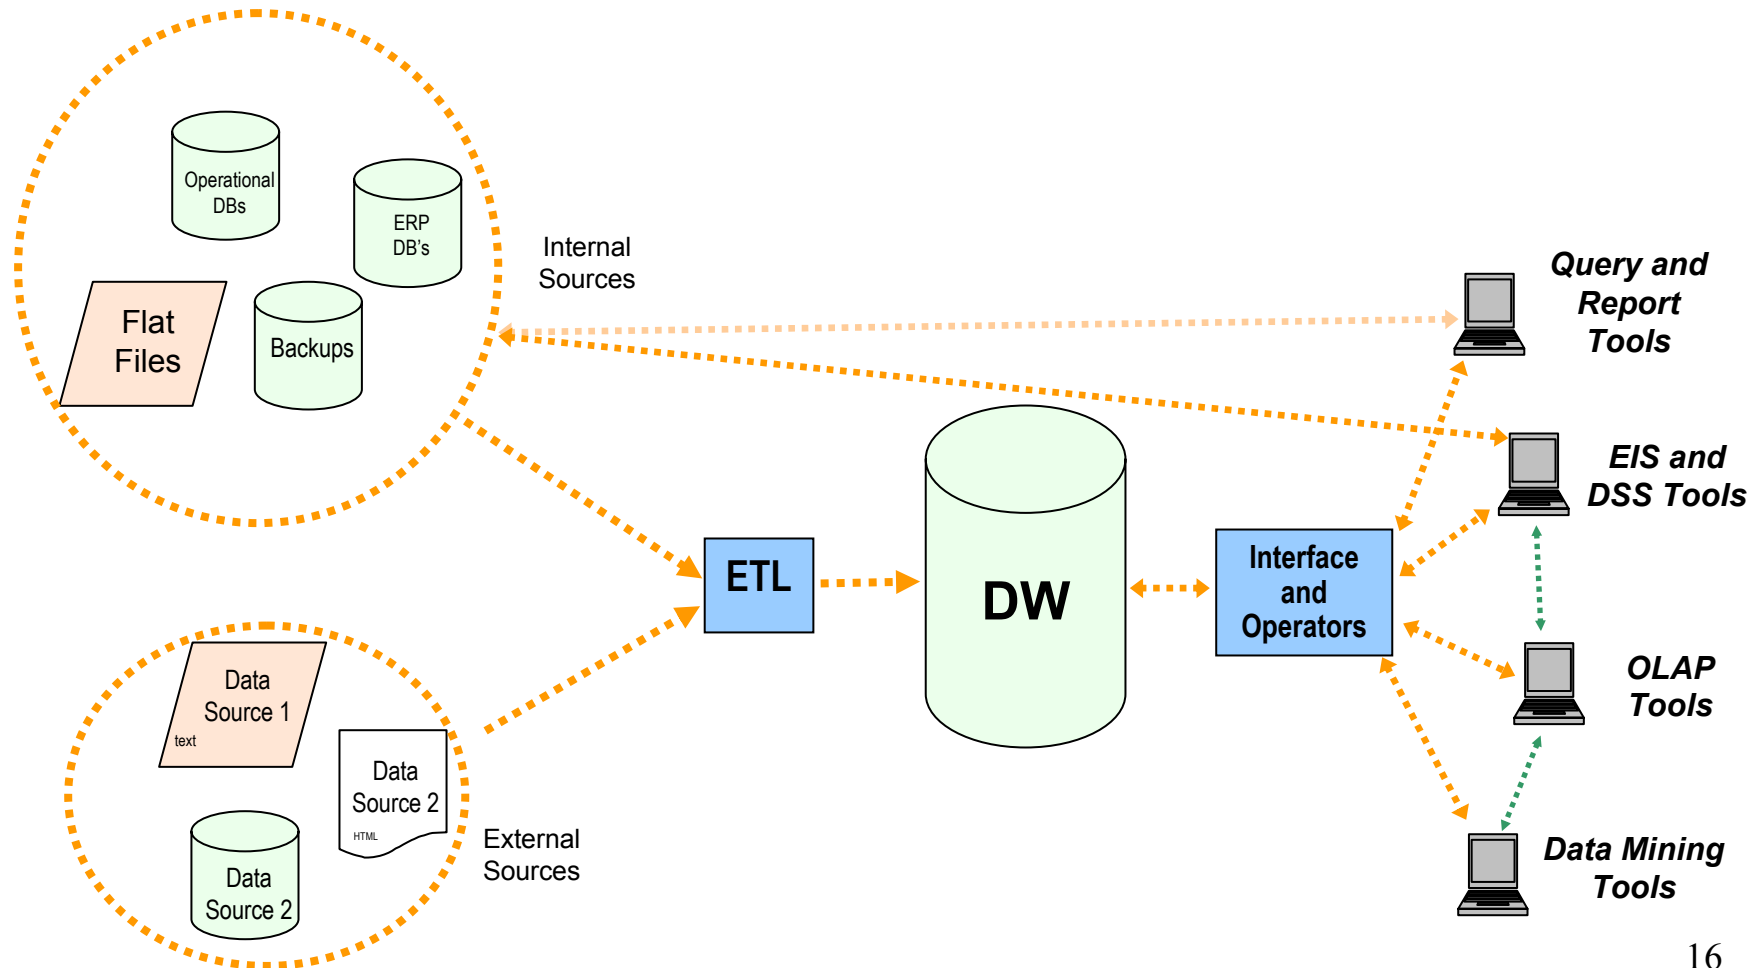 Operational
DBs
ERP
DB's
Flat
Files
Backups
Internal
Sources
Query and
Report
Tools
EIS and
DSS Tools
ETL
DW
Interface
and
Operators
OLAP
Tools
Data
Source 1
text
Data
Source 2
HTML
Data
Source 2
External
Sources
Data Mining
Tools
16